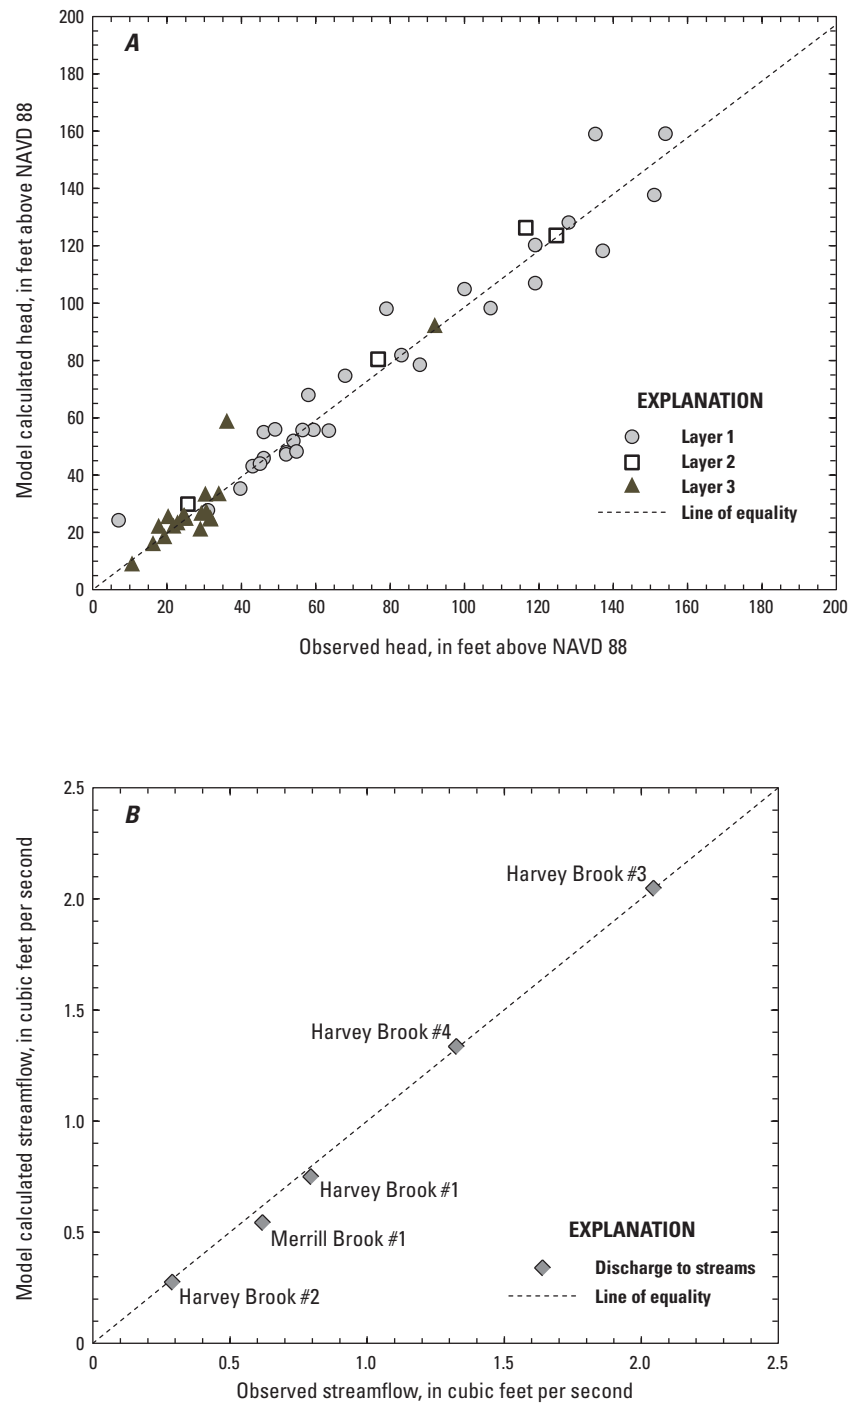 A
200
180
160
140
120
100
80
60
40
20
0
Model calculated head, in feet above NAVD 88
EXPLANATION
Layer 1
Layer 2
Layer 3
Line of equality
0 20 40 60 80 100 120 140 160 180 200
Observed head, in feet above NAVD 88
B
2.5
2.0
1.5
1.0
0.5
0
Model calculated streamflow, in cubic feet per second
Harvey Brook #3
Harvey Brook #4
Harvey Brook #1
Merrill Brook #1
Harvey Brook #2
EXPLANATION
Discharge to streams
Line of equality
0 0.5 1.0 1.5 2.0 2.5
Observed streamflow, in cubic feet per second